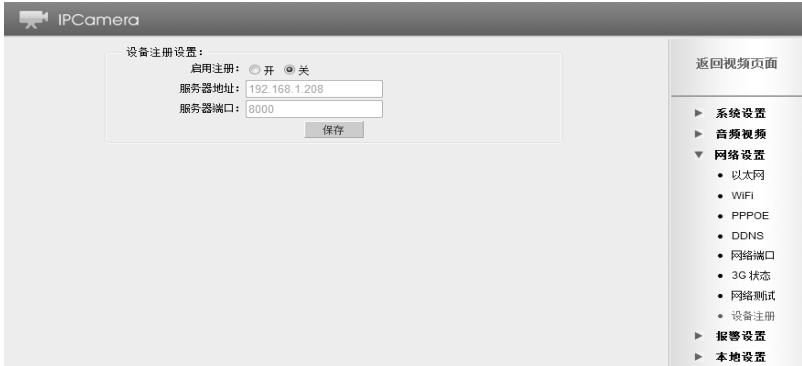 IPCamera
设备注册设置：
启用注册： 开 关
服务器地址： 192.168.1.208
服务器端口： 8000
保存
返回视频页面
系统设置
音频视频
网络设置
以太网
WiFi
PPPOE
DDNS
网络端口
3G 状态
网络测试
设备注册
报警设置
本地设置